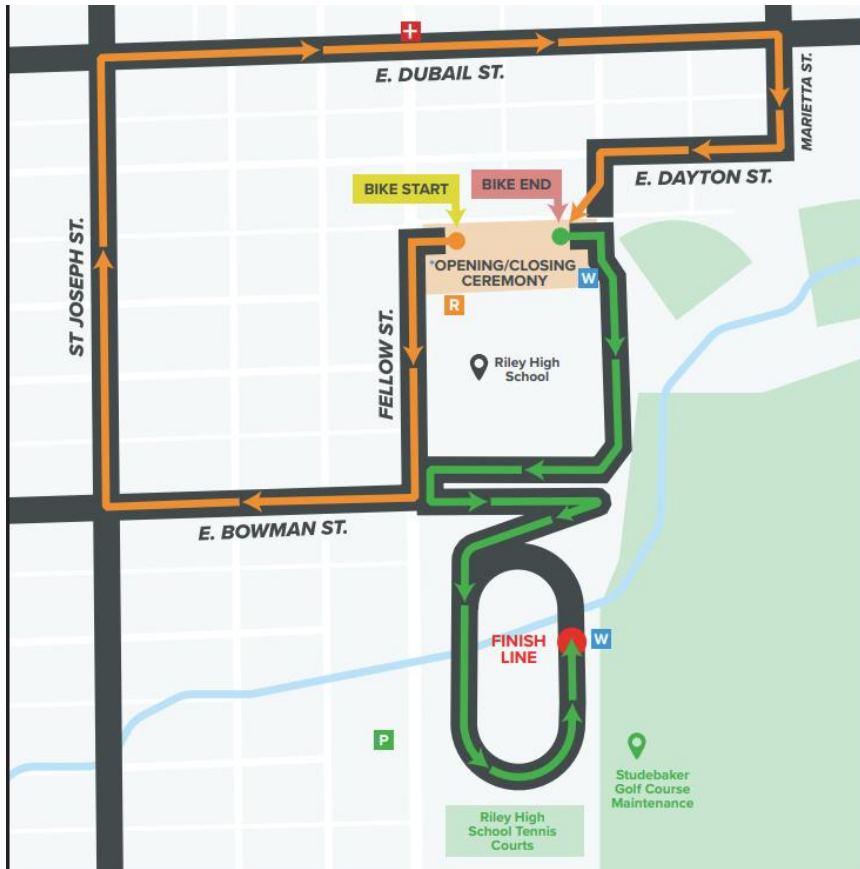 E. DUBAIL ST.
MARIETTA ST.
E. DAYTON ST.
BIKE START
BIKE END
*OPENING/CLOSING
CEREMONY
W
R
ST JOSEPH ST.
FELLOW ST.
Riley High
School
E. BOWMAN ST.
FINISH
LINE
W
P
Studebaker
Golf Course
Maintenance
Riley High
School Tennis
Courts